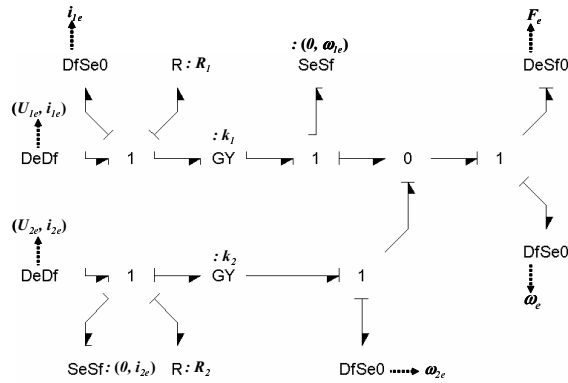 i1e Fe
DfSe0 R : R1 : (0, ω1e) SeSf DeSf0
(U1e, i1e) : k1
DeDf 1 GY 1 0 1
(U2e, i2e) : k2 DfSe0
DeDf 1 GY 1 ωe
SeSf : (0, i2e) R : R2 DfSe0 ω2e